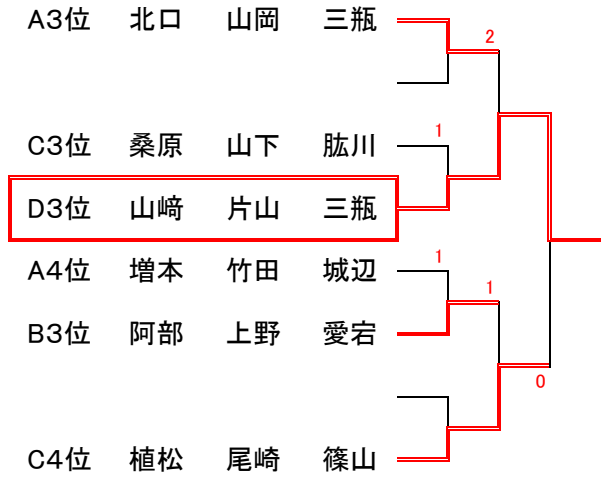 A3位 北口 山岡 三瓶
2
C3位 桑原 山下 肱川
1
D3位 山﨑 片山 三瓶
A4位 増本 竹田 城辺
1
1
B3位 阿部 上野 愛宕
0
C4位 植松 尾崎 篠山